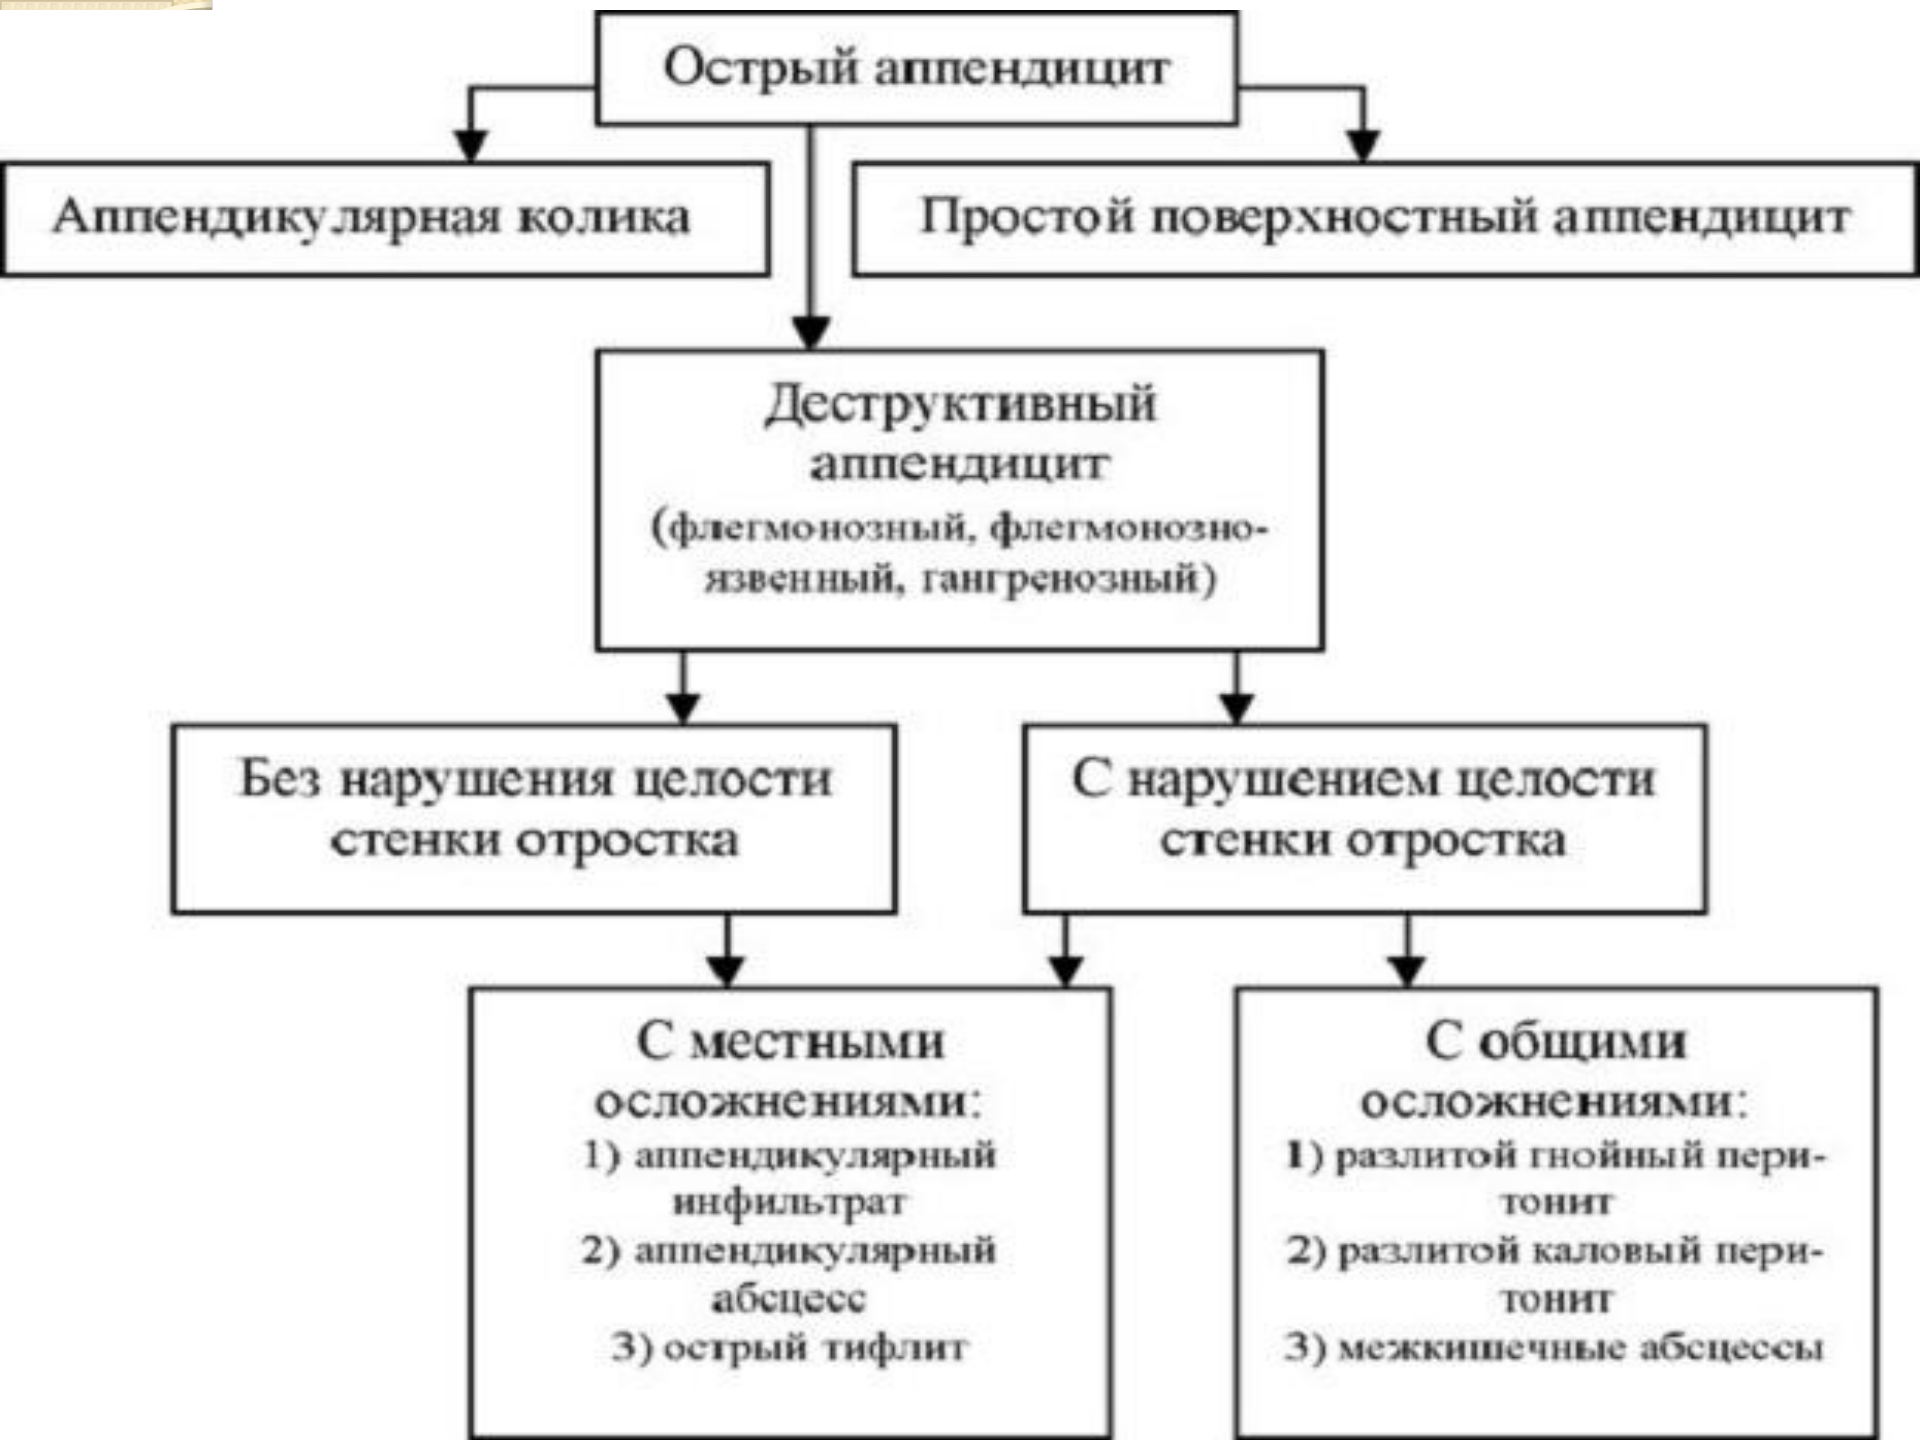 Острый аппендицит
Аппендикулярная колика
Простой поверхностный аппендицит
Деструктивный
аппендицит
(флегмонозный, флегмонозно-
язвенный, гангренозный)
Без нарушения целости
стенки отростка
С нарушением целости
стенки отростка
С местными
осложнениями:
1) аппендикулярный
инфильтрат
2) аппендикулярный
абсцесс
3) острый тифлит
С общими
осложнениями:
1) разлитой гнойный пери-
тонит
2) разлитой каловый пери-
тонит
3) межкишечные абсцессы